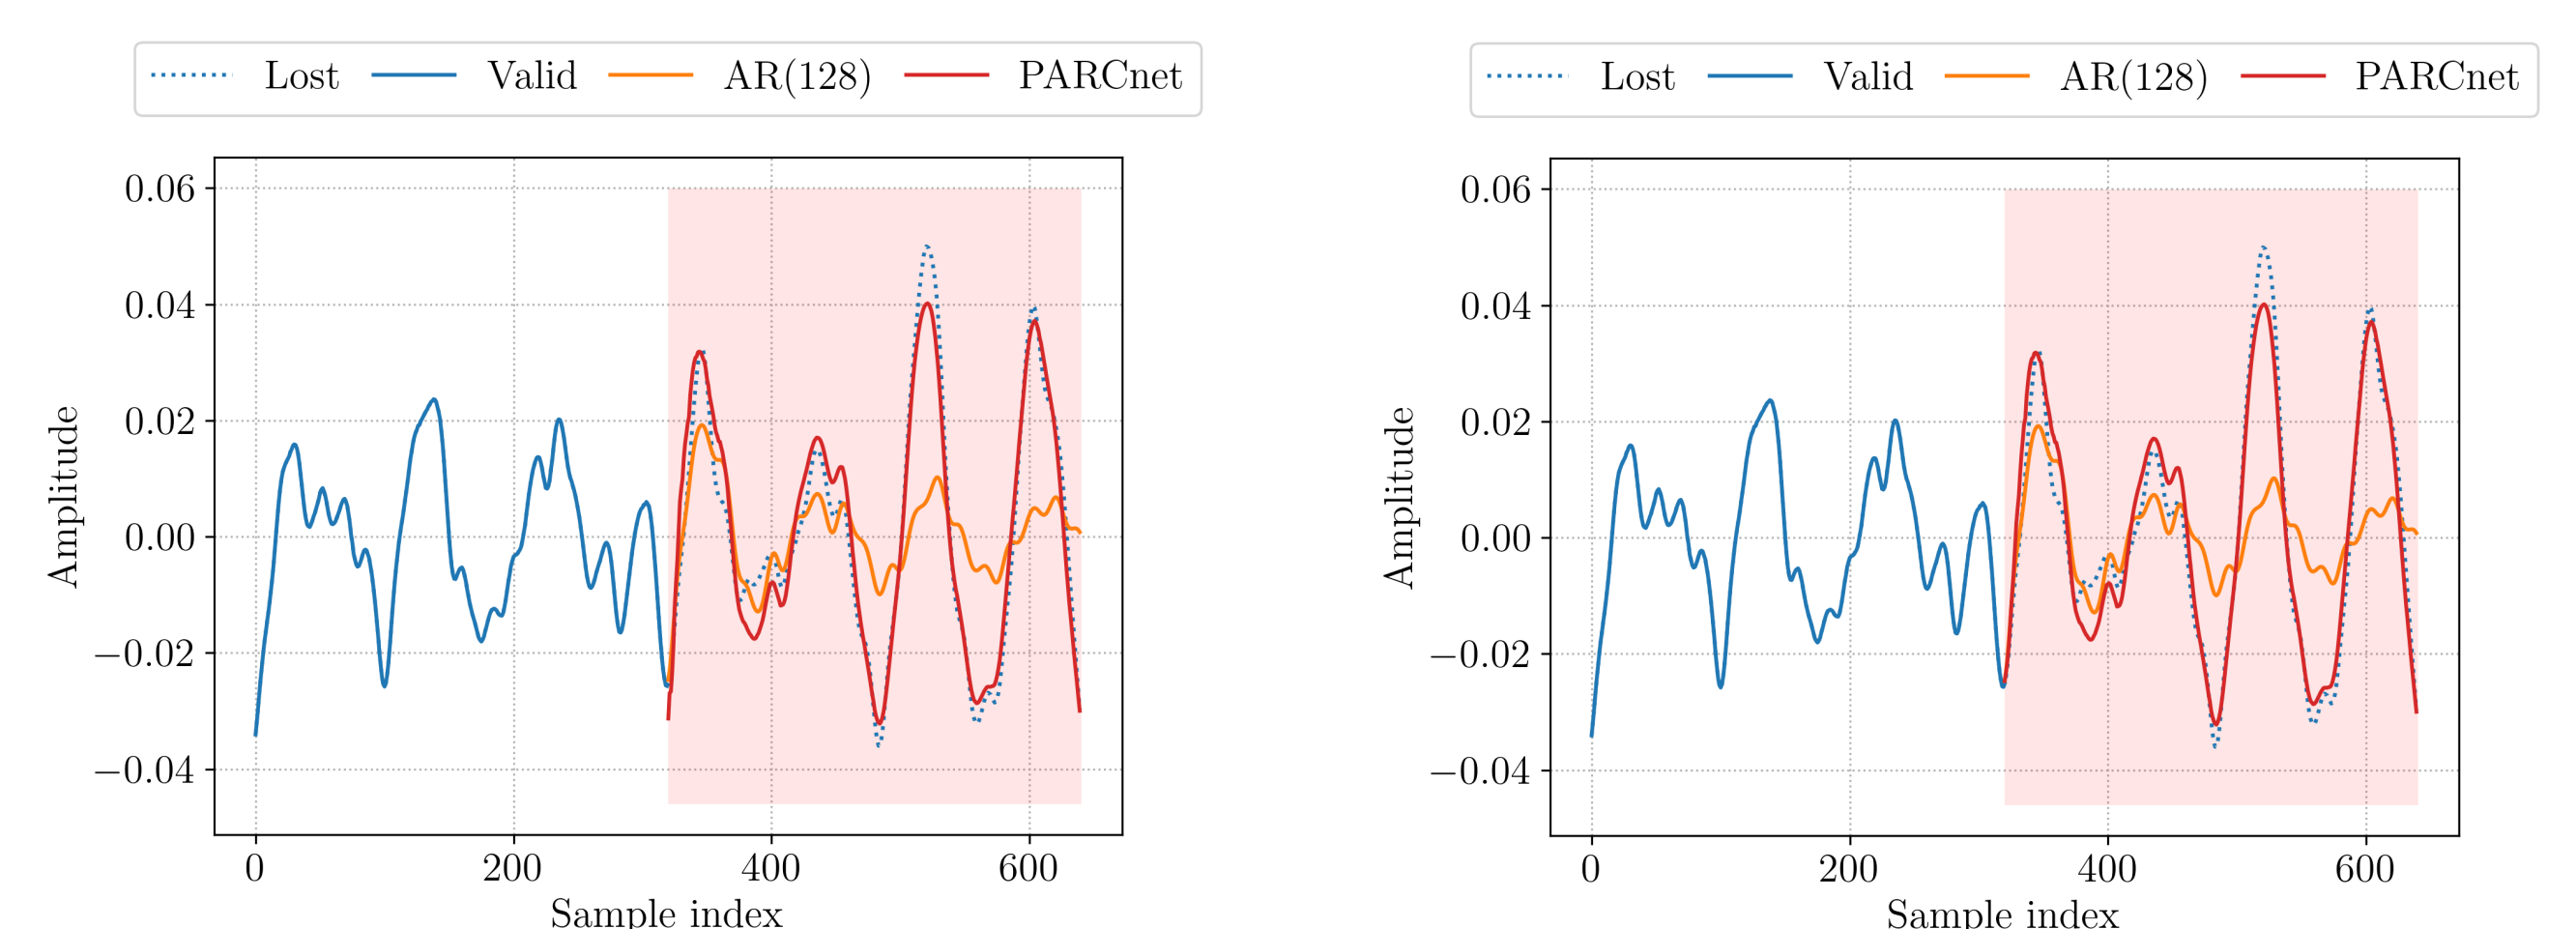 Lost Valid AR(128) PARCnet
0.06
0.04
0.02
0.00
−0.02
−0.04
Amplitude
0 200 400 600
Sample index
Lost Valid AR(128) PARCnet
0.06
0.04
0.02
0.00
−0.02
−0.04
Amplitude
0 200 400 600
Sample index